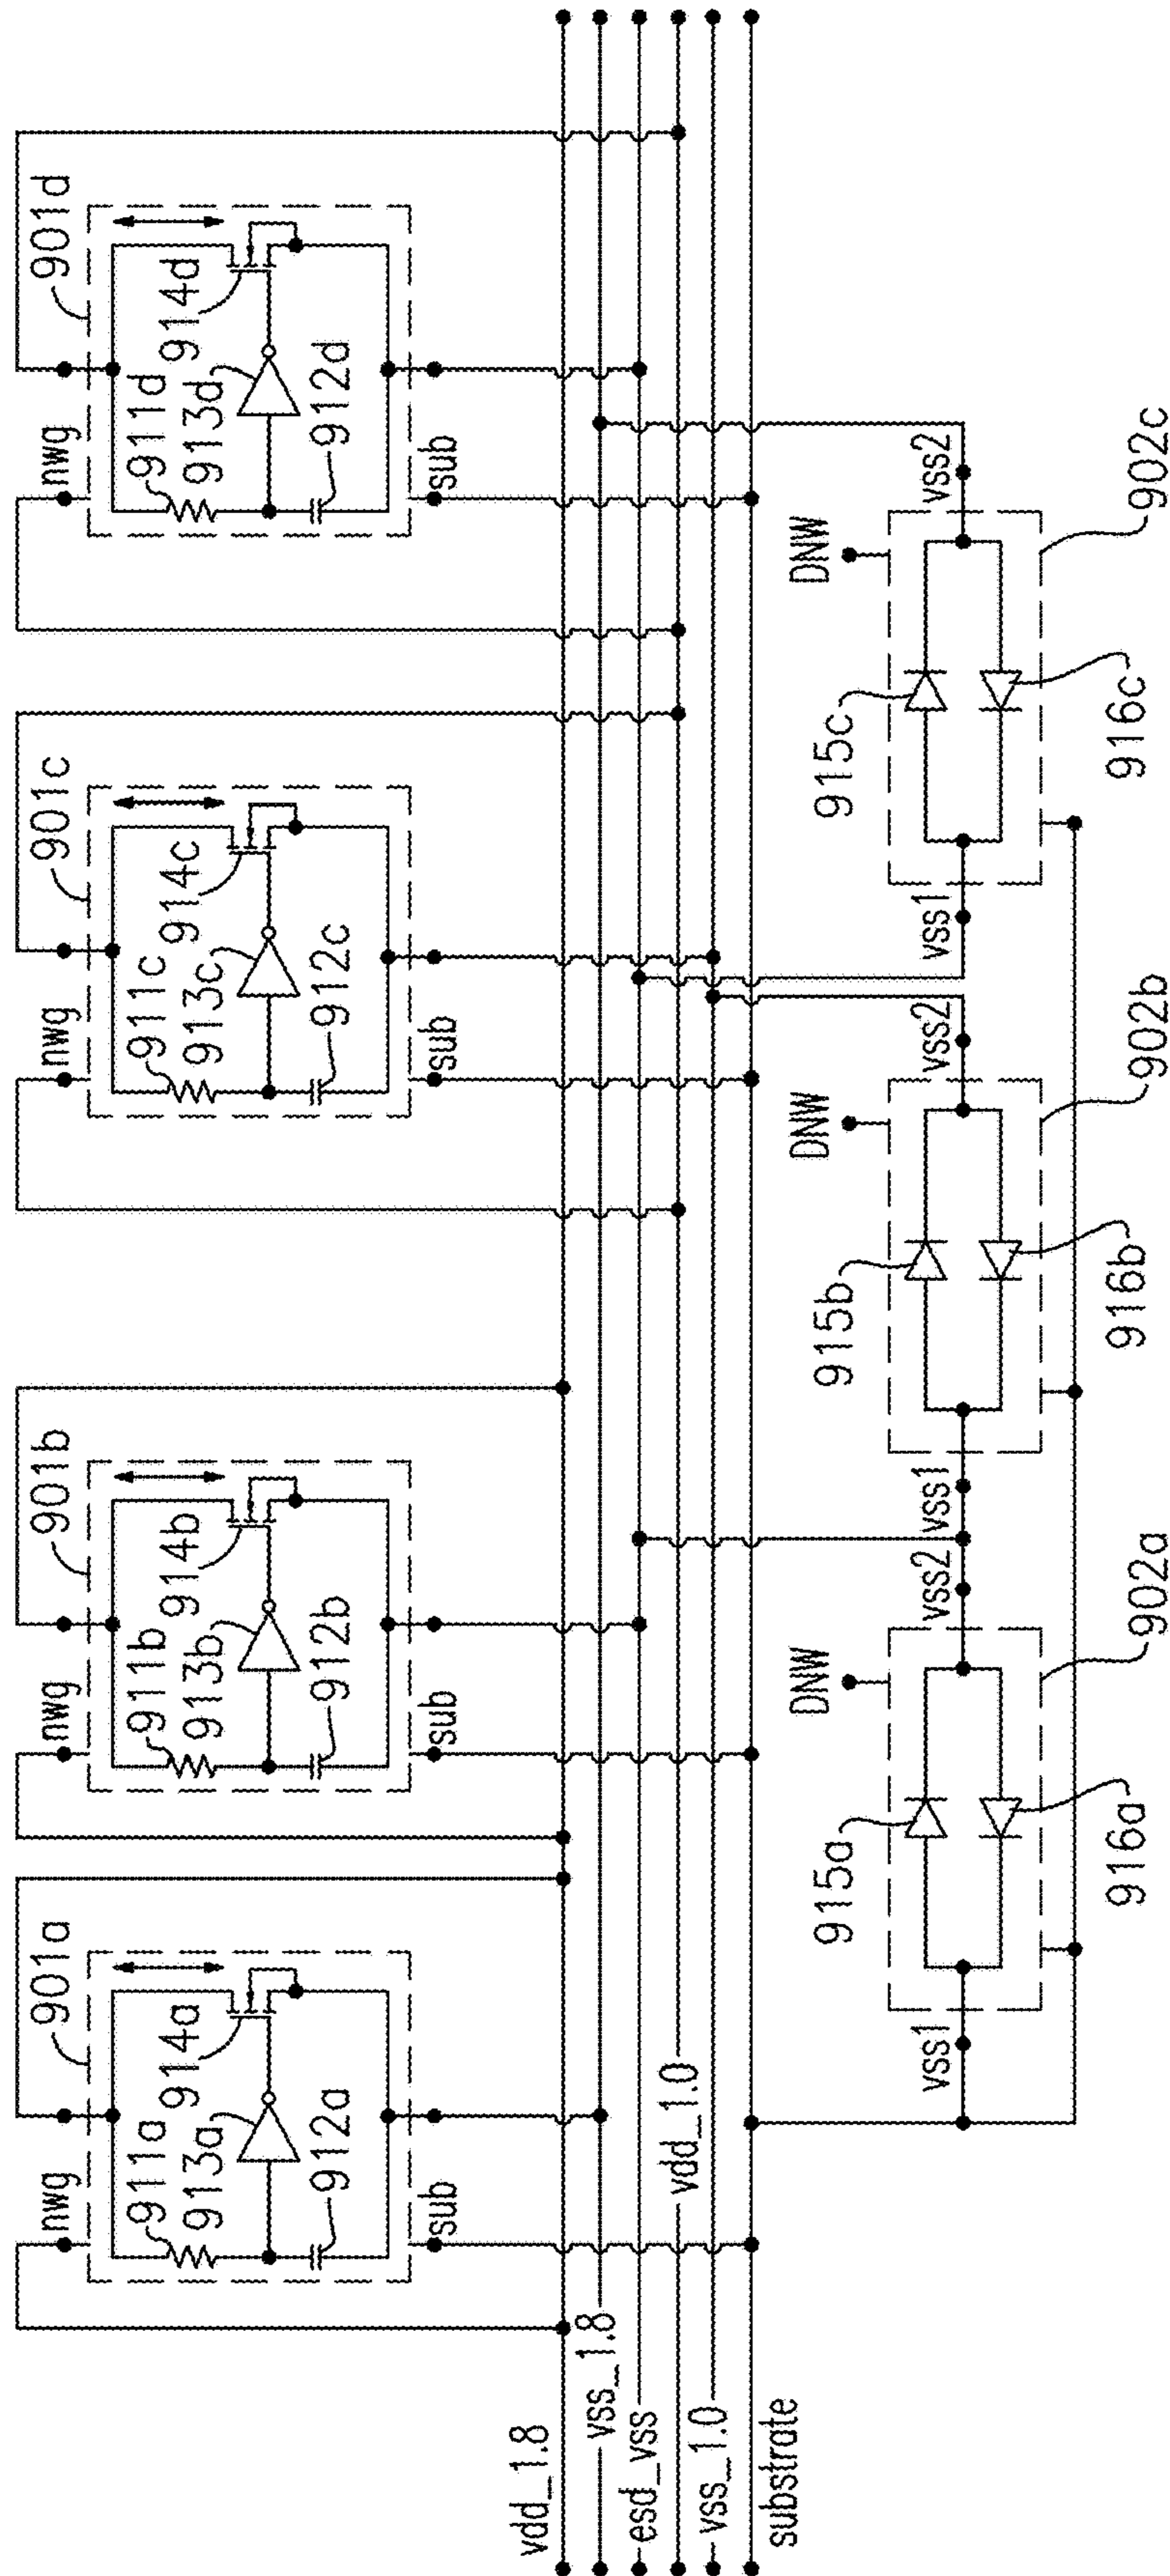 901a
nwg
911a
913a
914a
912a
sub
901b
nwg
911b
913b
914b
912b
sub
901c
nwg
911c
913c
914c
912c
sub
901d
nwg
911d
913d
914d
912d
sub
vdd_1.8
vss_1.8
esd_vss
vdd_1.0
vss_1.0
substrate
vss1
915a
916a
DNW
vss2
902a
vss1
915b
916b
DNW
vss2
902b
vss1
915c
916c
DNW
vss2
902c